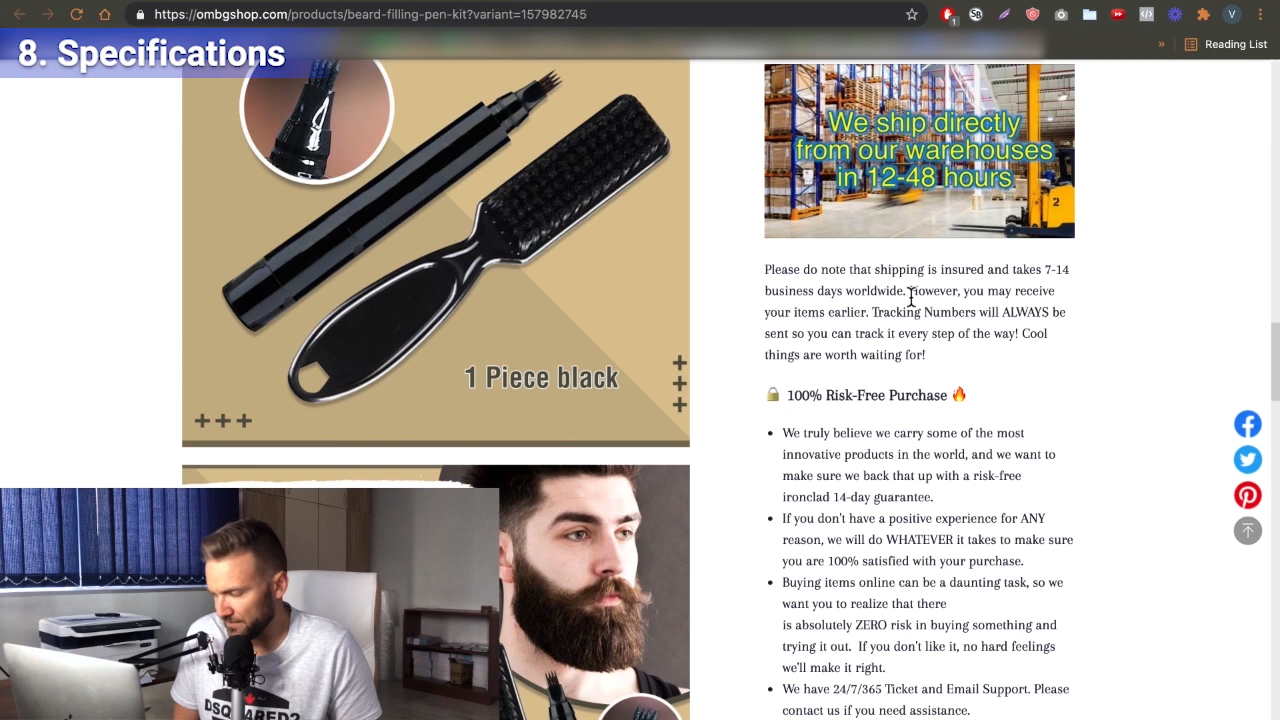 https://ombgshop.com/products/beard-filling-pen-kit?variant=157982745
1
SB
V
8. Specifications
»
Reading List
We ship directly
from our warehouses
in 12-48 hours
2
1 Piece black
Please do note that shipping is insured and takes 7-14
business days worldwide. However, you may receive
your items earlier. Tracking Numbers will ALWAYS be
sent so you can track it every step of the way! Cool
things are worth waiting for!
100% Risk-Free Purchase
We truly believe we carry some of the most
innovative products in the world, and we want to
make sure we back that up with a risk-free
ironclad 14-day guarantee.
If you don't have a positive experience for ANY
reason, we will do WHATEVER it takes to make sure
you are 100% satisfied with your purchase.
Buying items online can be a daunting task, so we
want you to realize that there
is absolutely ZERO risk in buying something and
trying it out. If you don't like it, no hard feelings
we'll make it right.
We have 24/7/365 Ticket and Email Support. Please
contact us if you need assistance.